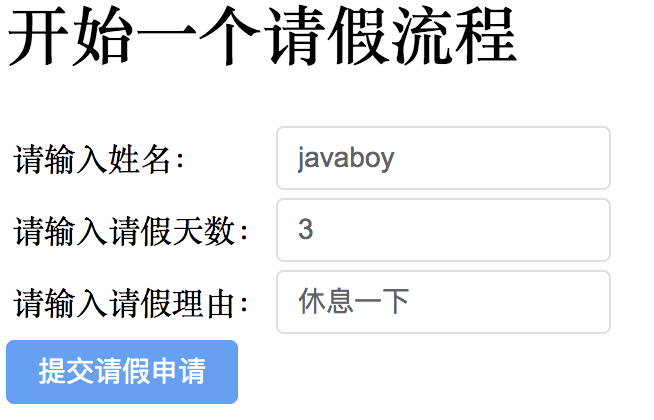 开始一个请假流程
请输入姓名： javaboy
请输入请假天数： 3
请输入请假理由： 休息一下
提交请假申请